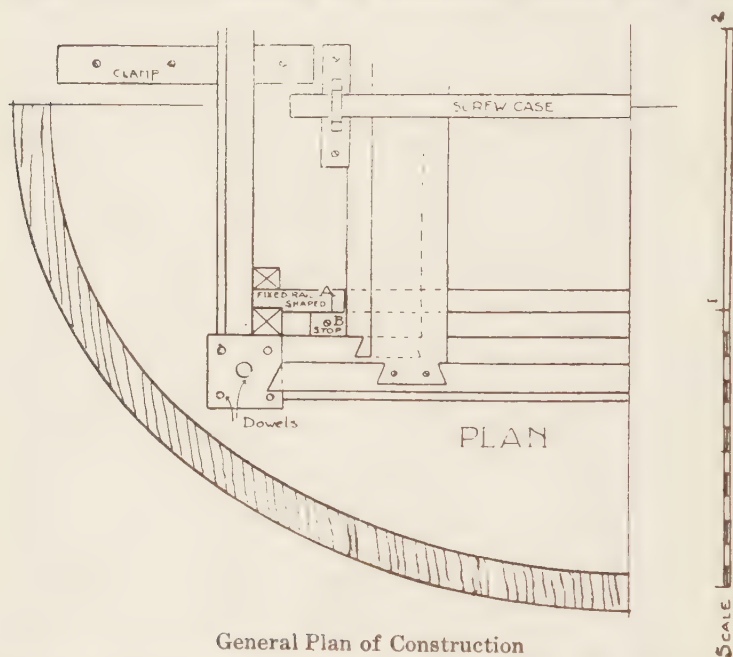 CLAMP
SCREW CASE
FIXED RAIL A
SHAPED
B
STOP
Dowels
PLAN
General Plan of Construction
SCALE
1
2